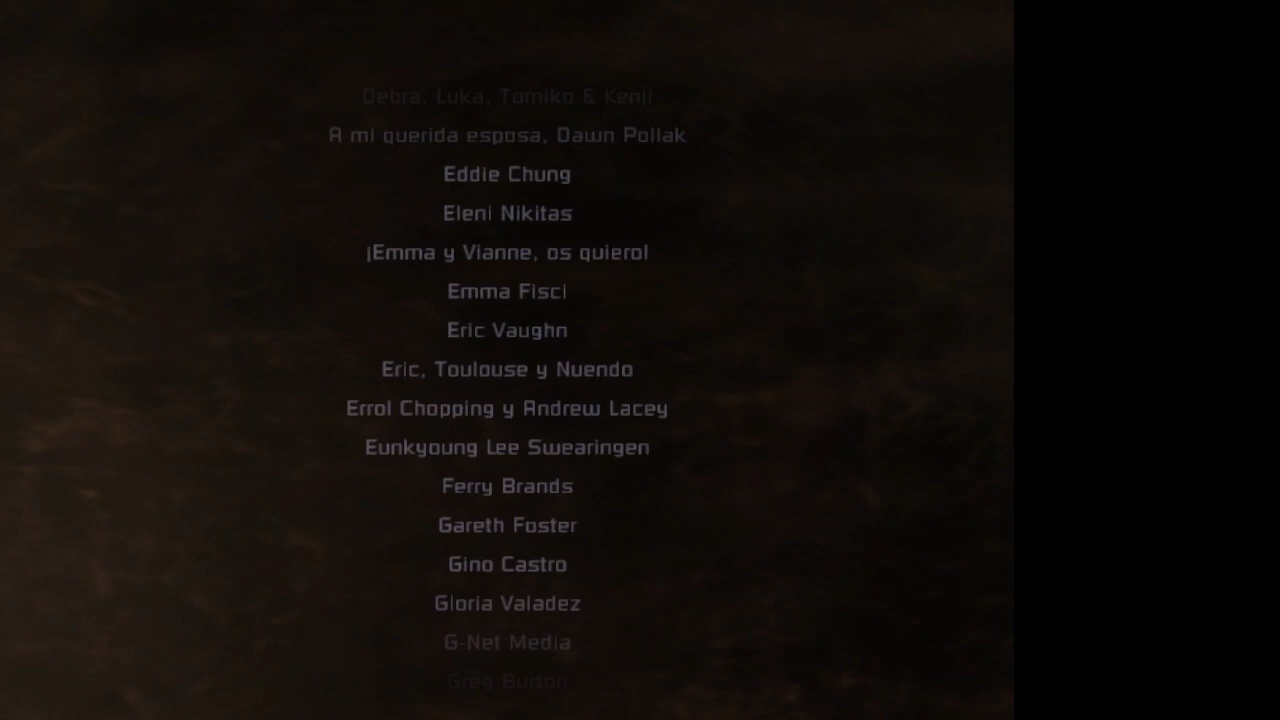 Debra, Luka, Tomiko & Kenji
A mi querida esposa, Dawn Pollak
Eddie Chung
Eleni Nikitas
¡Emma y Vianne, os quiero!
Emma Fisci
Eric Vaughn
Eric, Toulouse y Nuendo
Errol Chopping y Andrew Lacey
Eunkyoung Lee Swearingen
Ferry Brands
Gareth Foster
Gino Castro
Gloria Valadez
G-Net Media
Greg Burton